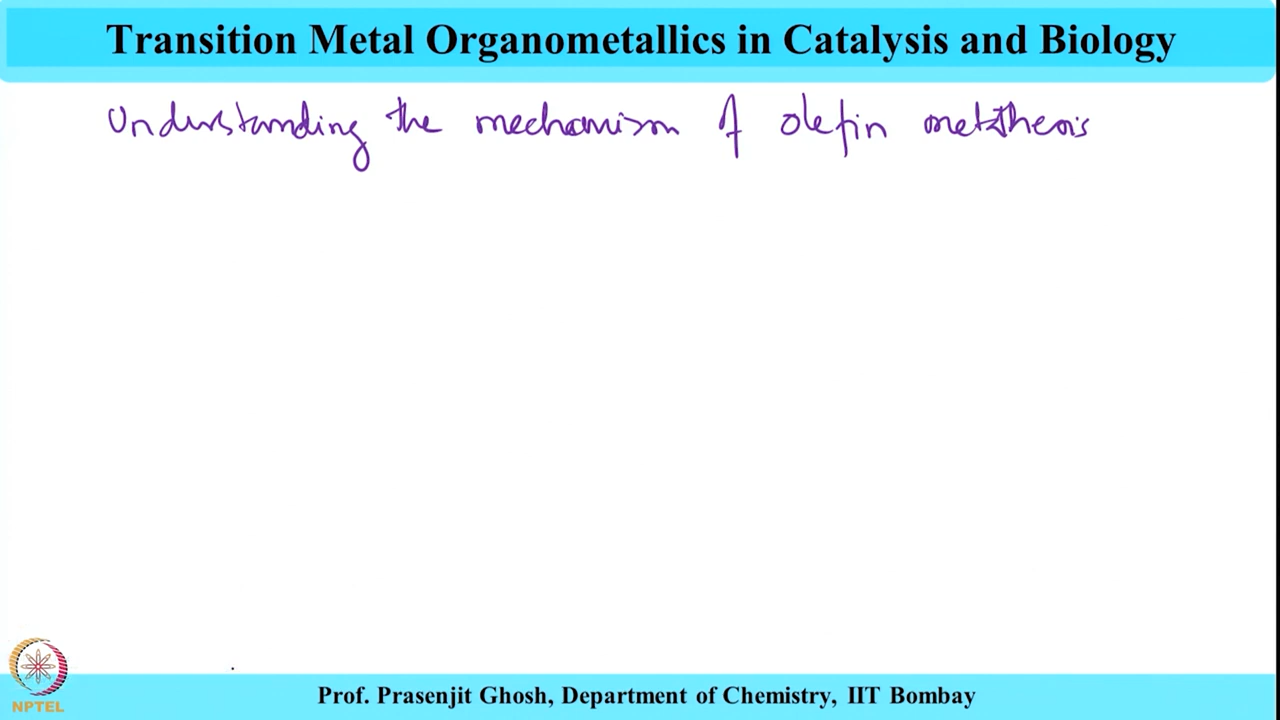 Transition Metal Organometallics in Catalysis and Biology
Understanding the mechanism of olefin metathesis
NPTEL
Prof. Prasenjit Ghosh, Department of Chemistry, IIT Bombay